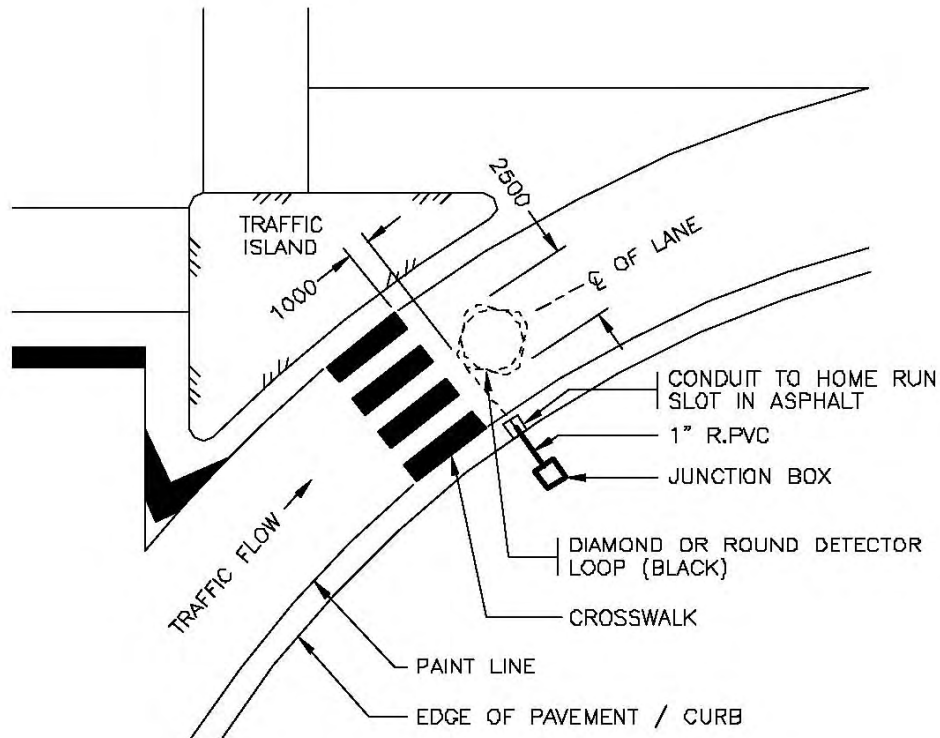 2500
TRAFFIC
ISLAND
1000
℄ OF LANE
CONDUIT TO HOME RUN
SLOT IN ASPHALT
1" R.PVC
JUNCTION BOX
TRAFFIC FLOW
DIAMOND OR ROUND DETECTOR
LOOP (BLACK)
CROSSWALK
PAINT LINE
EDGE OF PAVEMENT / CURB